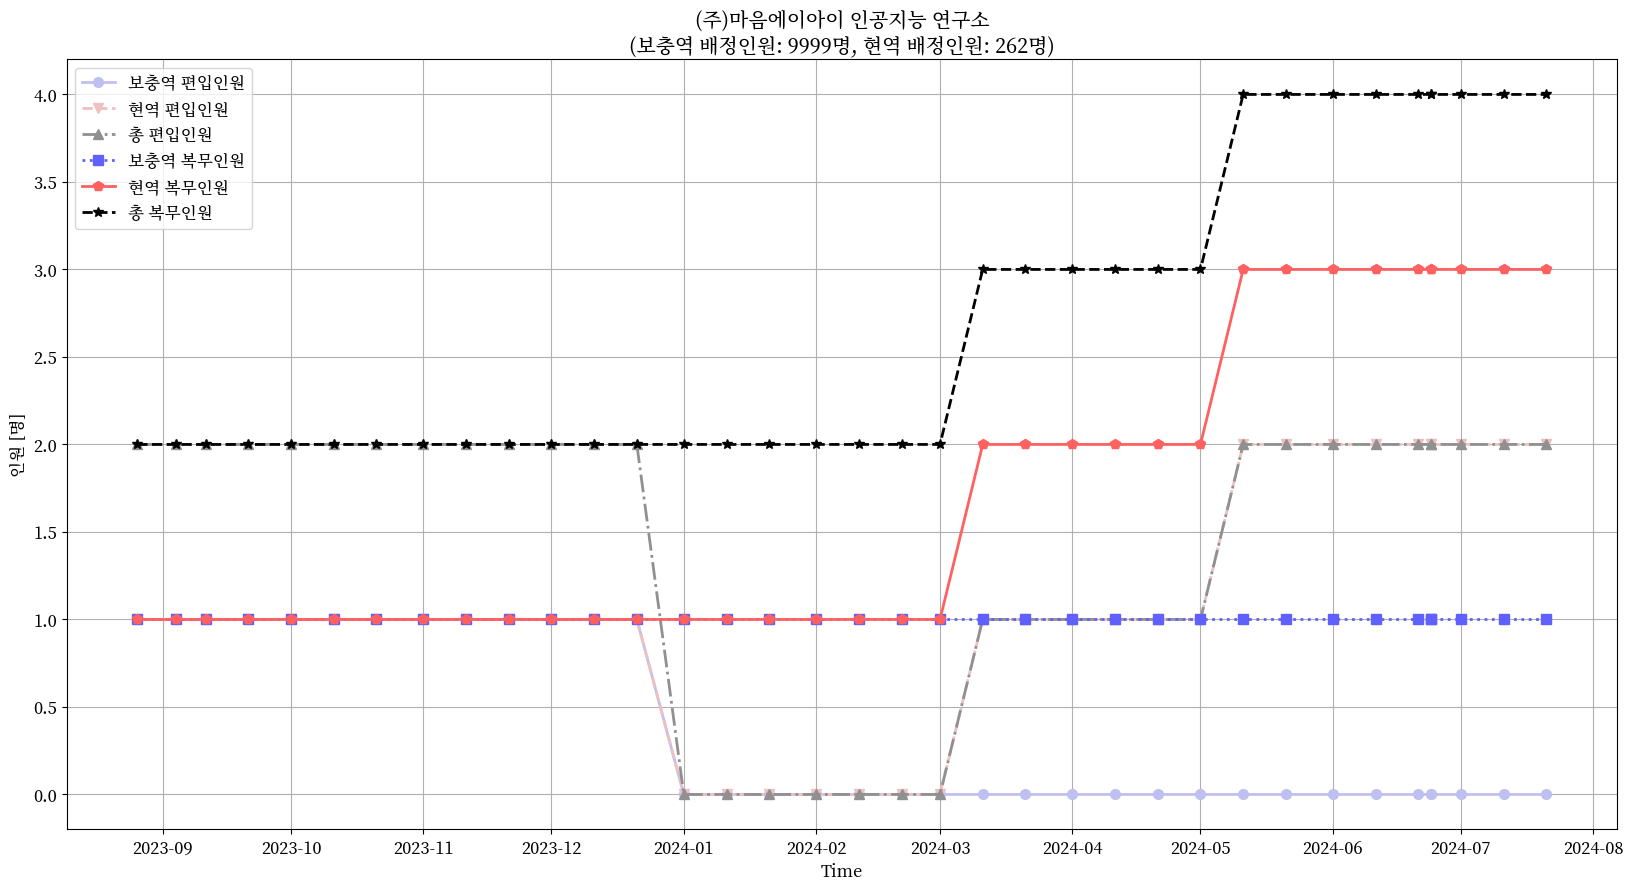 (주)마음에이아이 인공지능 연구소
(보충역 배정인원: 9999명, 현역 배정인원: 262명)
보충역 편입인원
현역 편입인원
총 편입인원
보충역 복무인원
현역 복무인원
총 복무인원
인원 [명]
4.0
3.5
3.0
2.5
2.0
1.5
1.0
0.5
0.0
2023-09 2023-10 2023-11 2023-12 2024-01 2024-02 2024-03 2024-04 2024-05 2024-06 2024-07 2024-08
Time